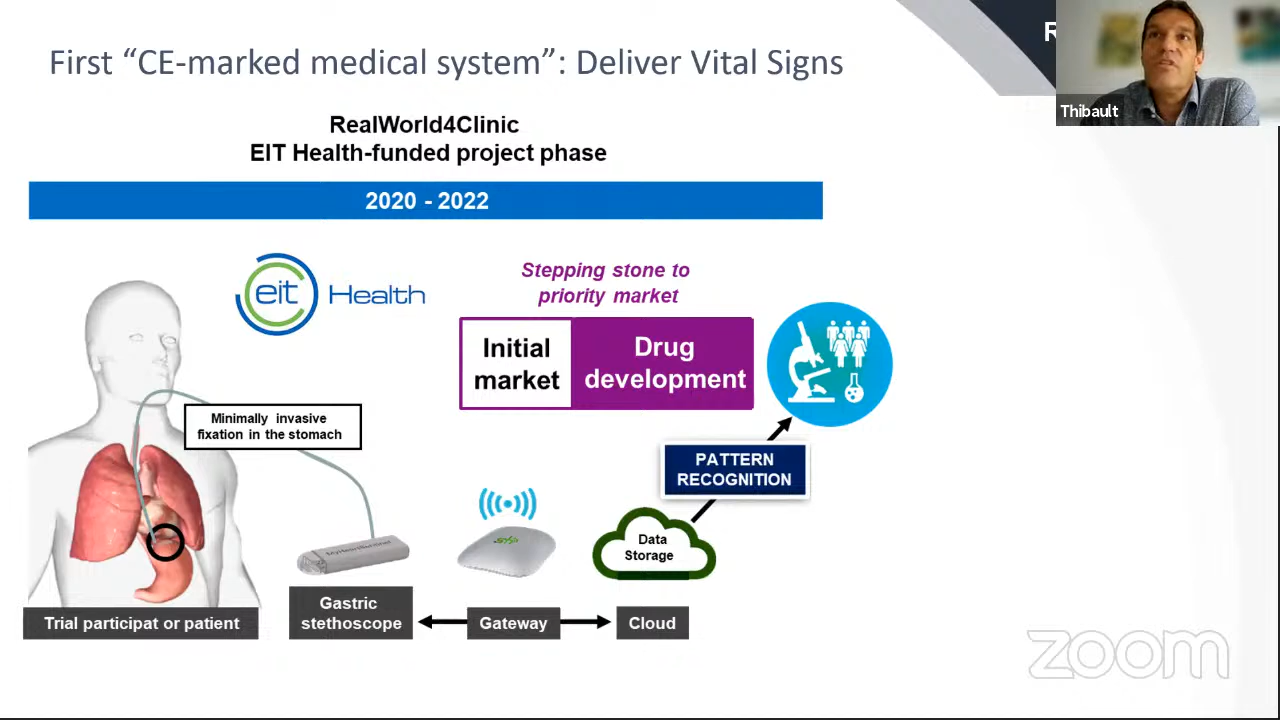 First “CE-marked medical system”: Deliver Vital Signs
R
Thibault
RealWorld4Clinic
EIT Health-funded project phase
2020 - 2022
eit Health
Stepping stone to
priority market
Initial
market
Drug
development
Minimally invasive
fixation in the stomach
PATTERN
RECOGNITION
Data
Storage
Gastric
stethoscope
Trial participat or patient
Gateway
Cloud
zoom